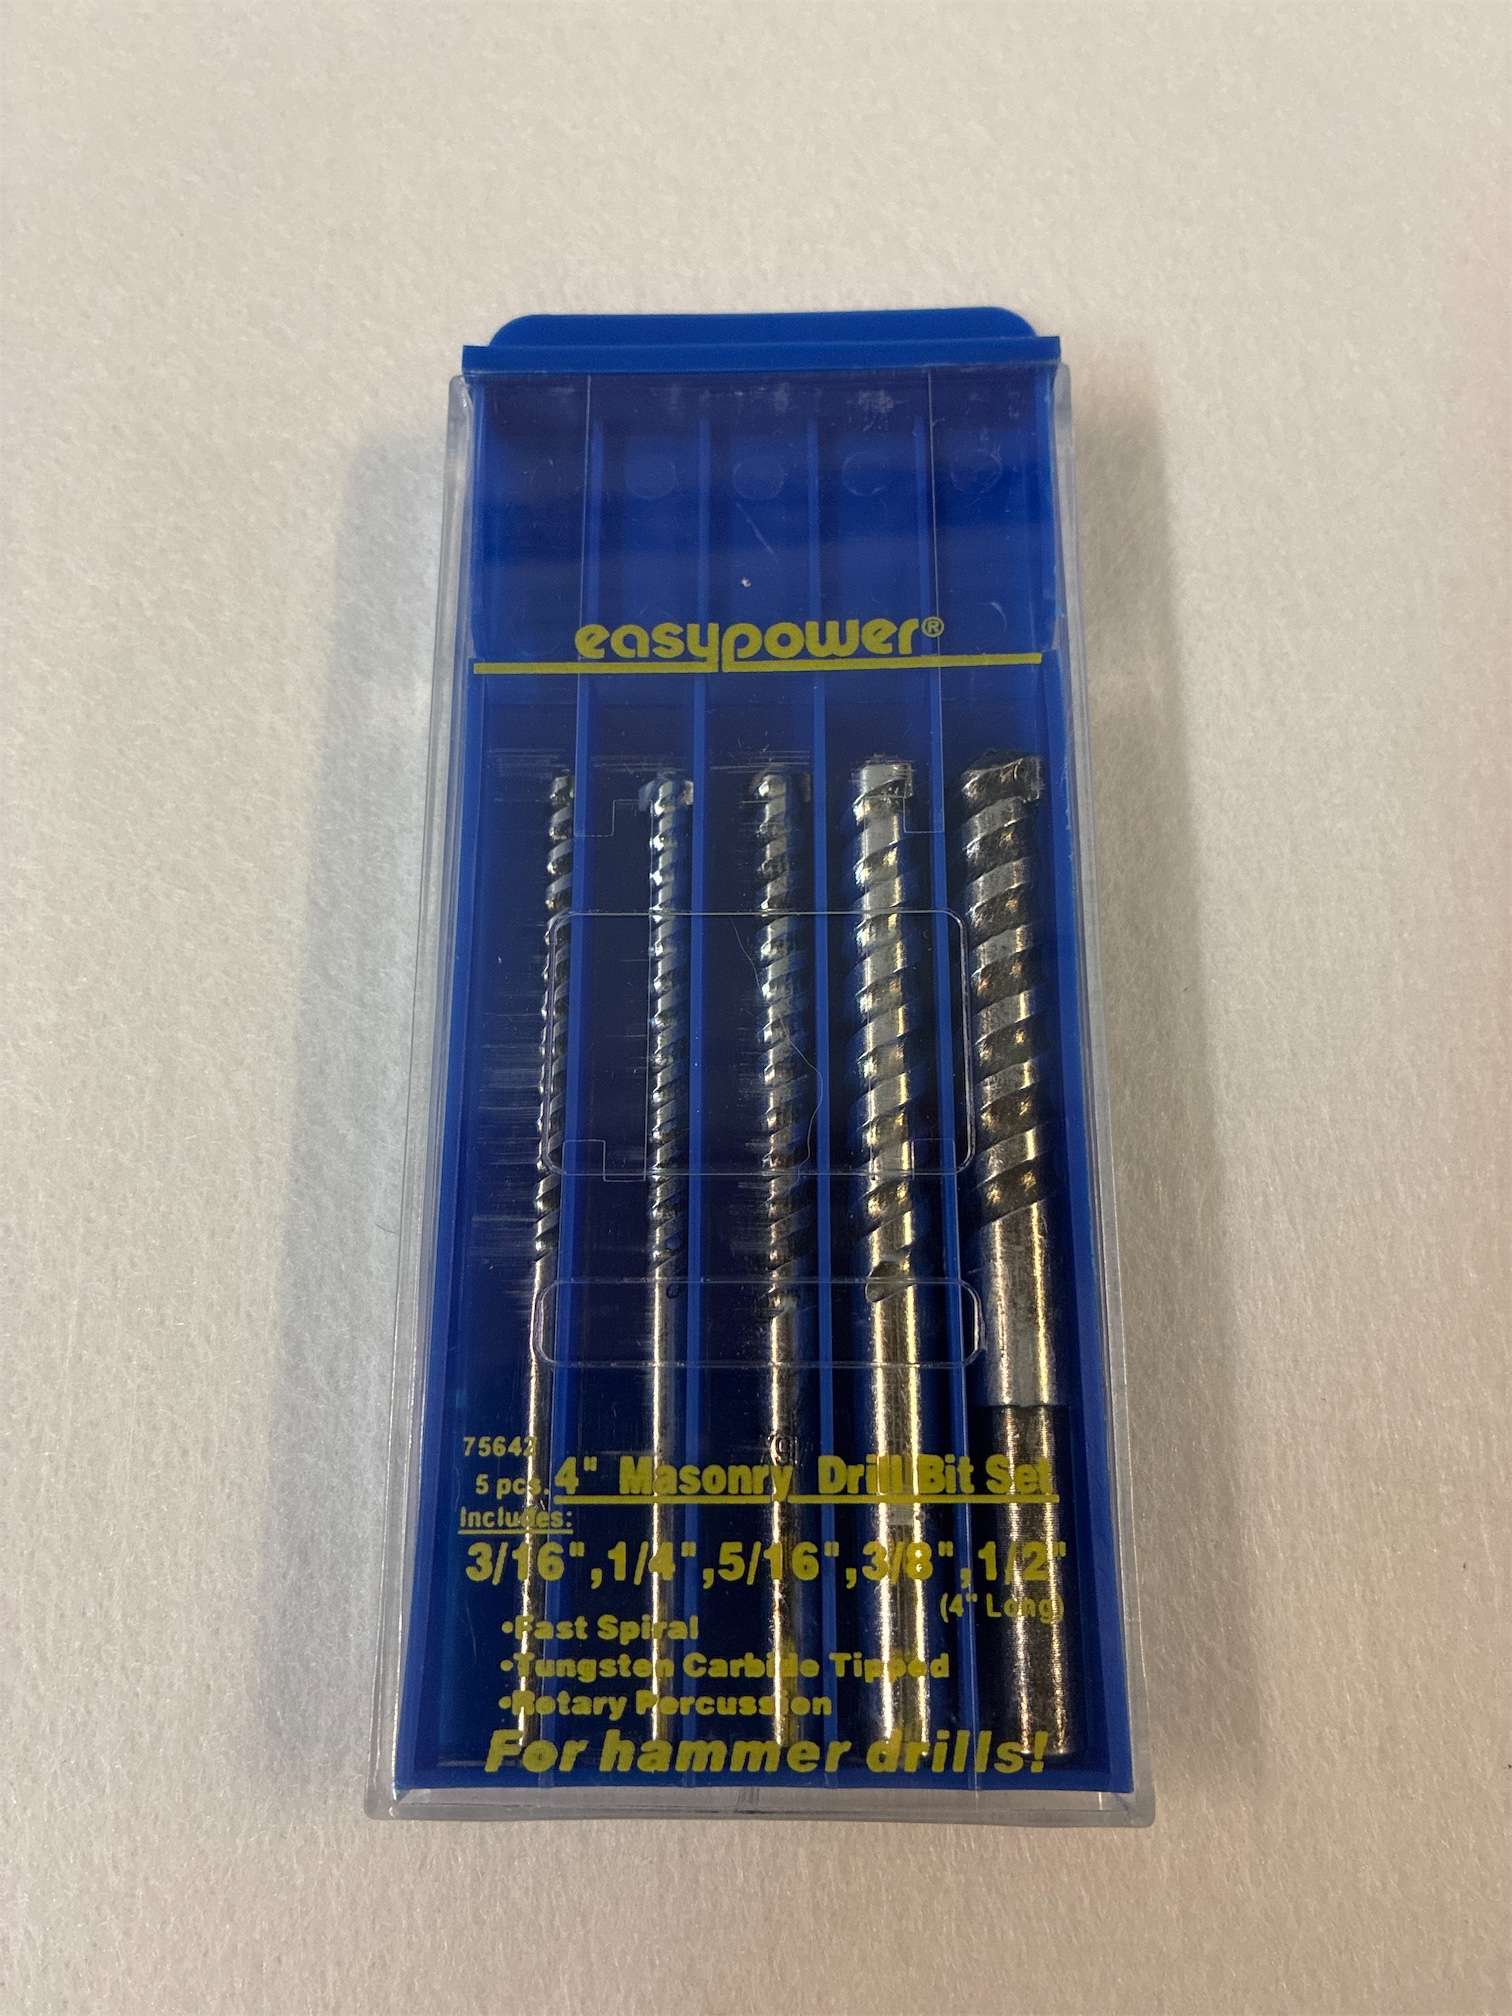 easypower®
75642
5 pcs. 4" Masonry Drill Bit Set
Includes:
3/16", 1/4", 5/16", 3/8", 1/2"
(4" Long)
•Fast Spiral
•Tungsten Carbide Tipped
•Rotary Percussion
For hammer drills!